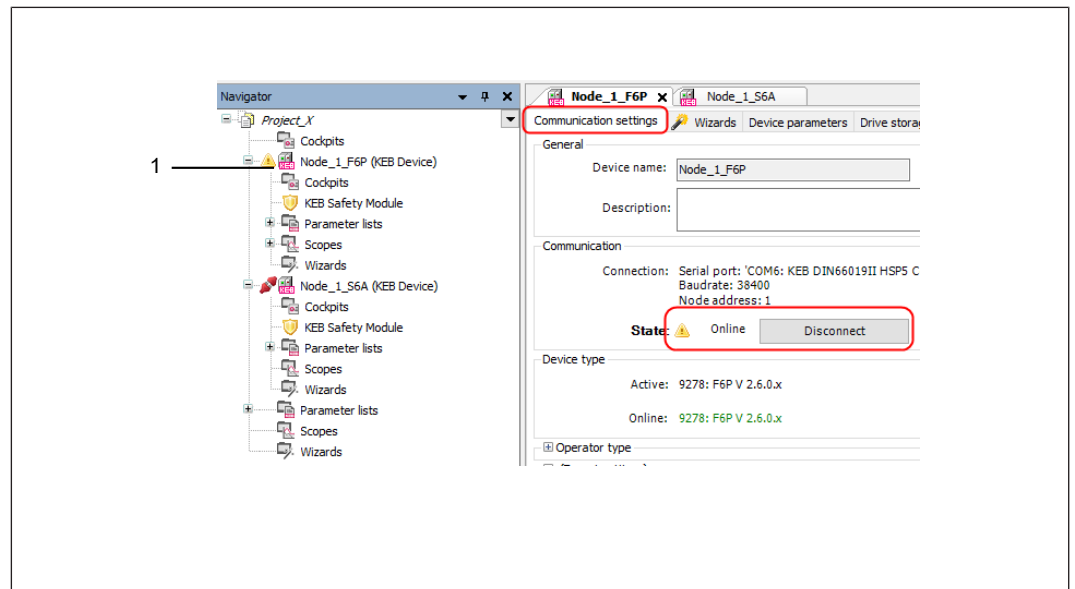 Navigator
Project_X
Cockpits
1
Node_1_F6P (KEB Device)
Cockpits
KEB Safety Module
Parameter lists
Scopes
Wizards
Node_1_S6A (KEB Device)
Cockpits
KEB Safety Module
Parameter lists
Scopes
Wizards
Parameter lists
Scopes
Wizards
Node_1_F6P Node_1_S6A
Communication settings Wizards Device parameters Drive storag
General
Device name: Node_1_F6P
Description:
Communication
Connection: Serial port: 'COM6: KEB DIN66019II HSP5 C
Baudrate: 38400
Node address: 1
State: Online Disconnect
Device type
Active: 9278: F6P V 2.6.0.x
Online: 9278: F6P V 2.6.0.x
Operator type